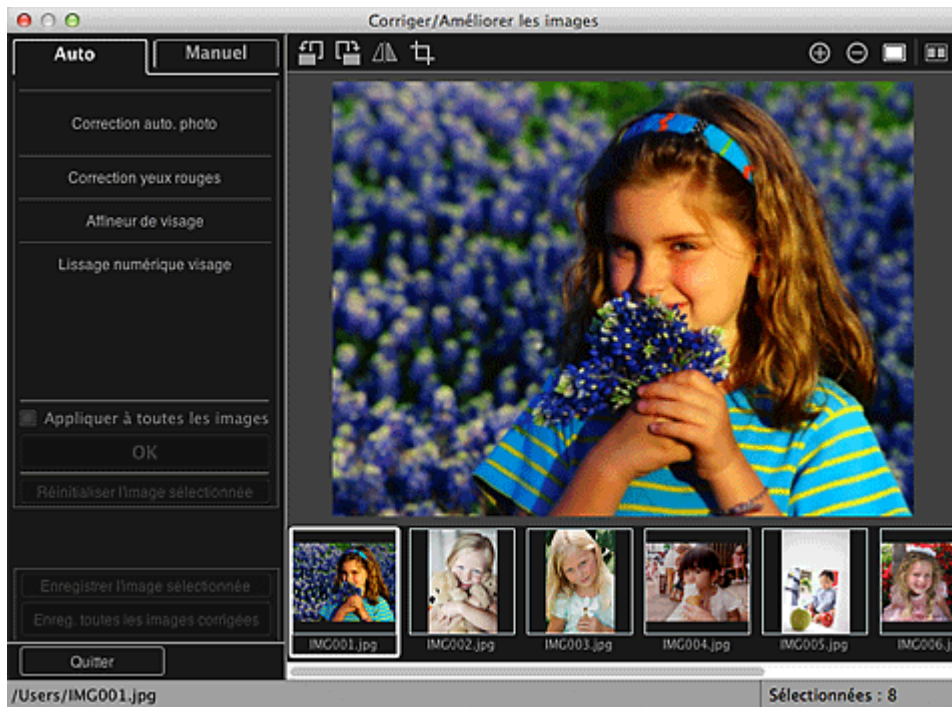 Corriger/Améliorer les images
Auto
Manuel
Correction auto. photo
Correction yeux rouges
Affineur de visage
Lissage numérique visage
Appliquer à toutes les images
OK
Réinitialiser l'image sélectionnée
Enregistrer l'image sélectionnée
Enreg. toutes les images corrigées
Quitter
IMG001.jpg
IMG002.jpg
IMG003.jpg
IMG004.jpg
IMG005.jpg
IMG006.j
/Users/IMG001.jpg
Sélectionnées : 8